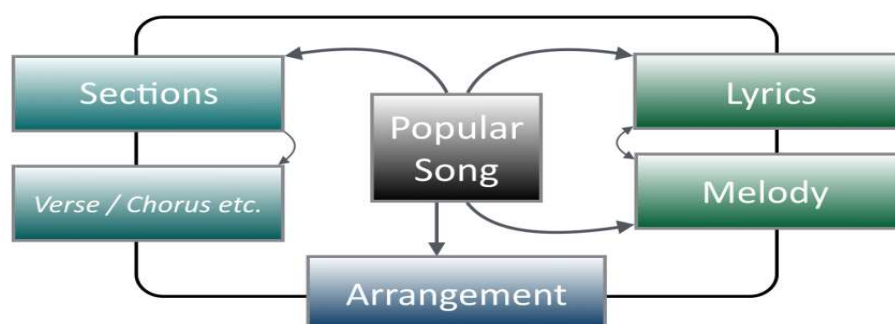 Sections
Lyrics
Popular
Song
Verse / Chorus etc.
Melody
Arrangement